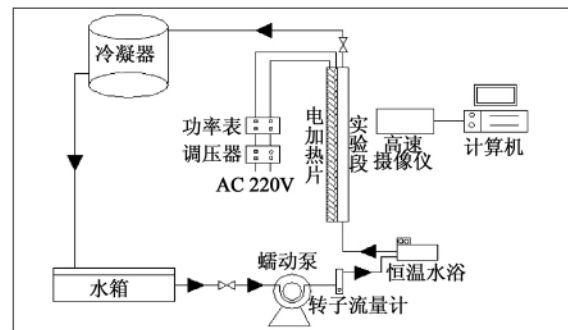 冷凝器
功率表
调压器
AC 220V
电加热片
实验段
高速
摄像仪
计算机
恒温水浴
蠕动泵
水箱
转子流量计